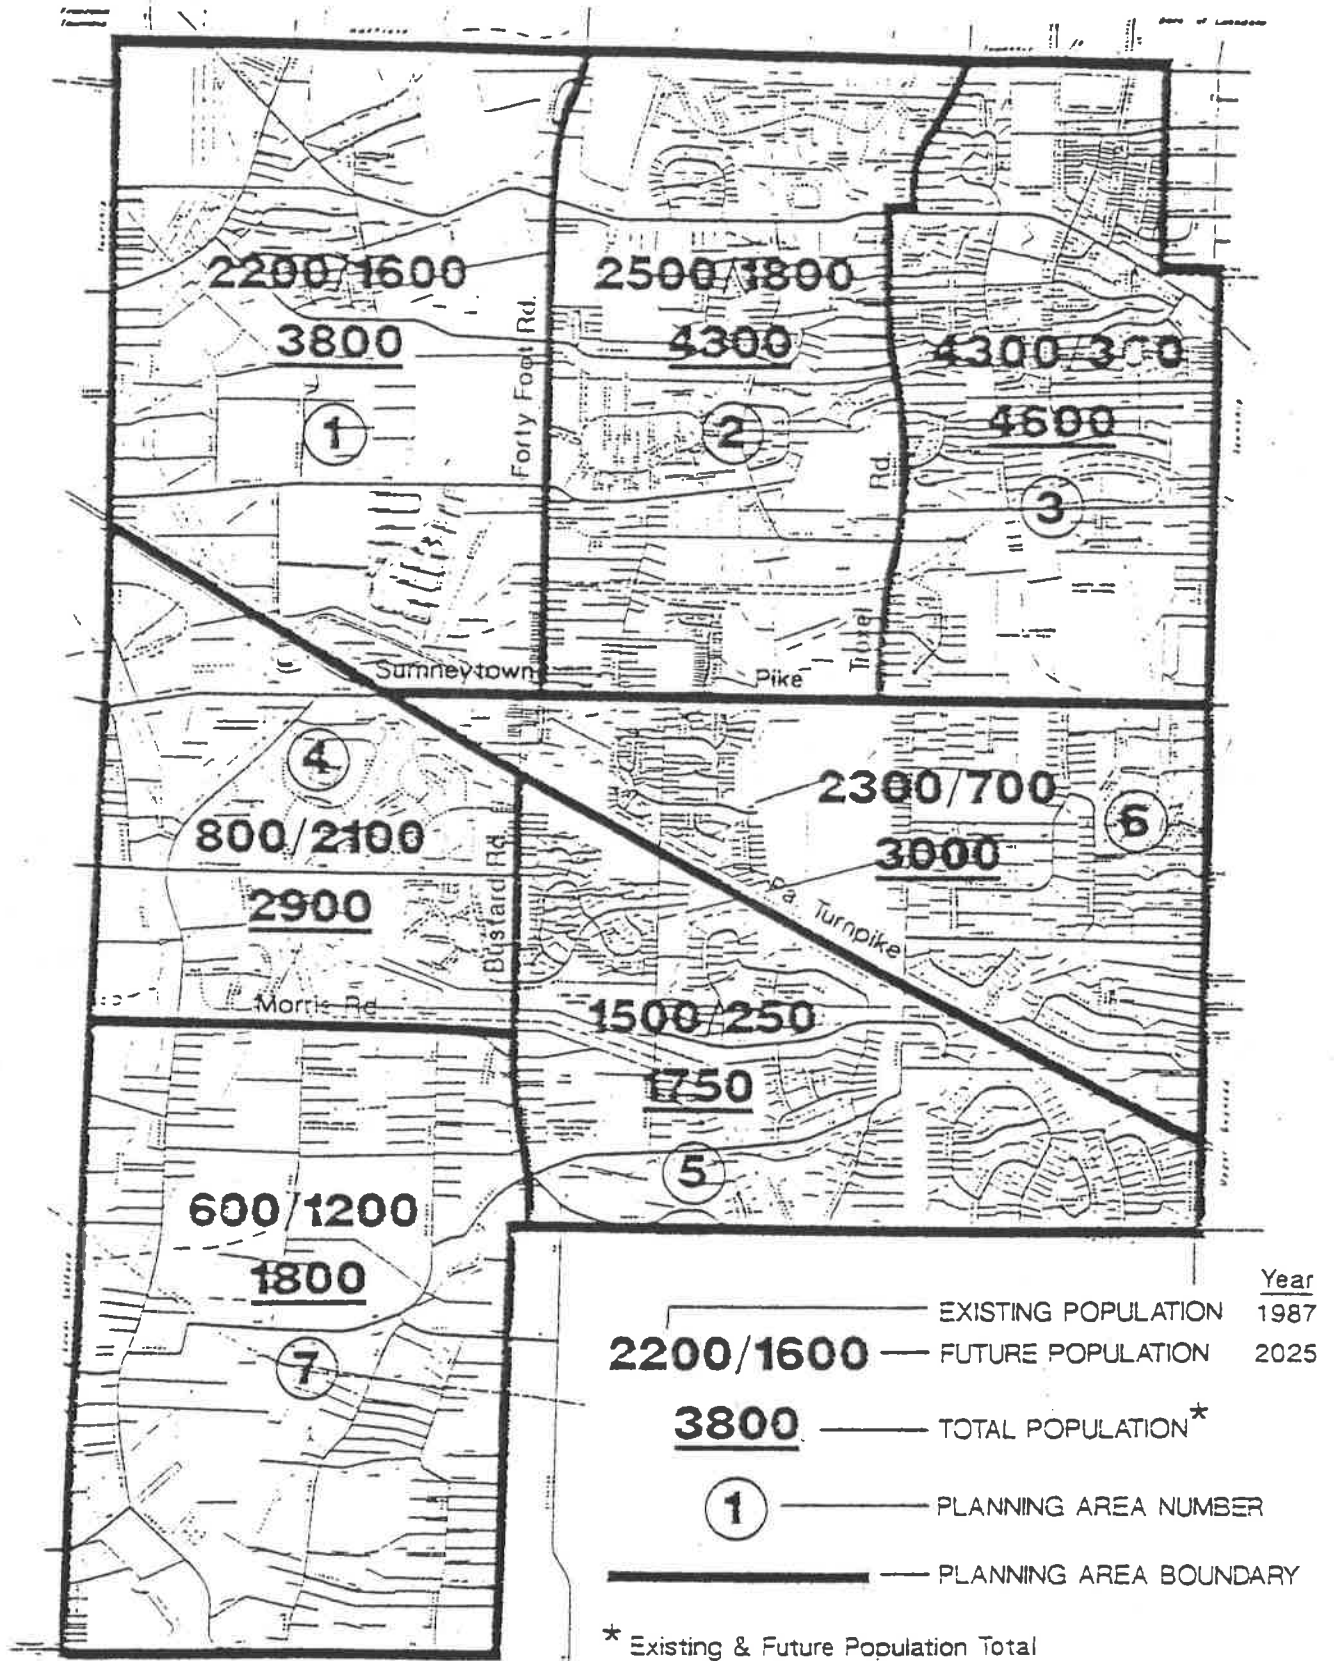 Township
2200/1600
3800
1
Forty Foot Rd.
2500/1800
4300
2
Rd.
Troxel
4300/300
4600
3
Sumneytown
Pike
4
800/2100
2900
Bustard Rd.
Morris Rd.
2300/700
3000
6
Pa. Turnpike
1500/250
1750
5
600/1200
1800
7
Year
EXISTING POPULATION 1987
2200/1600 FUTURE POPULATION 2025
3800 TOTAL POPULATION*
1 PLANNING AREA NUMBER
PLANNING AREA BOUNDARY
* Existing & Future Population Total